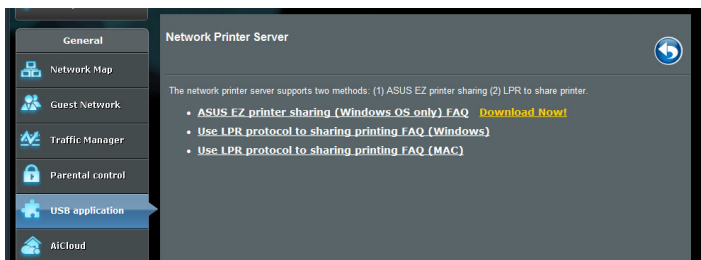 General
Network Map
Guest Network
Traffic Manager
Parental control
USB application
AiCloud
Network Printer Server
The network printer server supports two methods: (1) ASUS EZ printer sharing (2) LPR to share printer.
ASUS EZ printer sharing (Windows OS only) FAQ Download Now!
Use LPR protocol to sharing printing FAQ (Windows)
Use LPR protocol to sharing printing FAQ (MAC)